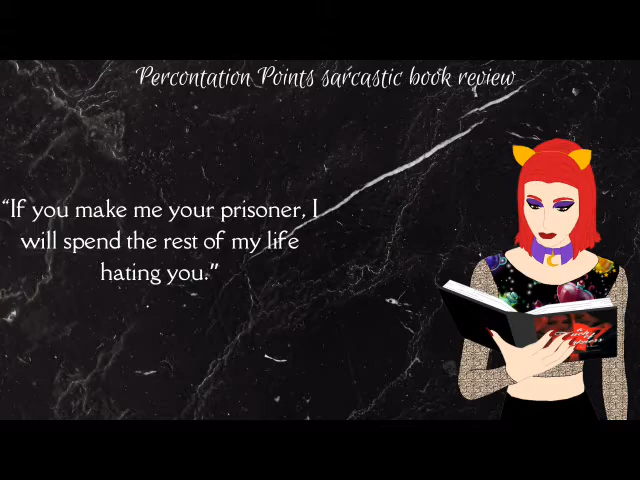 Percontation Points sarcastic book review
“If you make me your prisoner, I
will spend the rest of my life
hating you.”